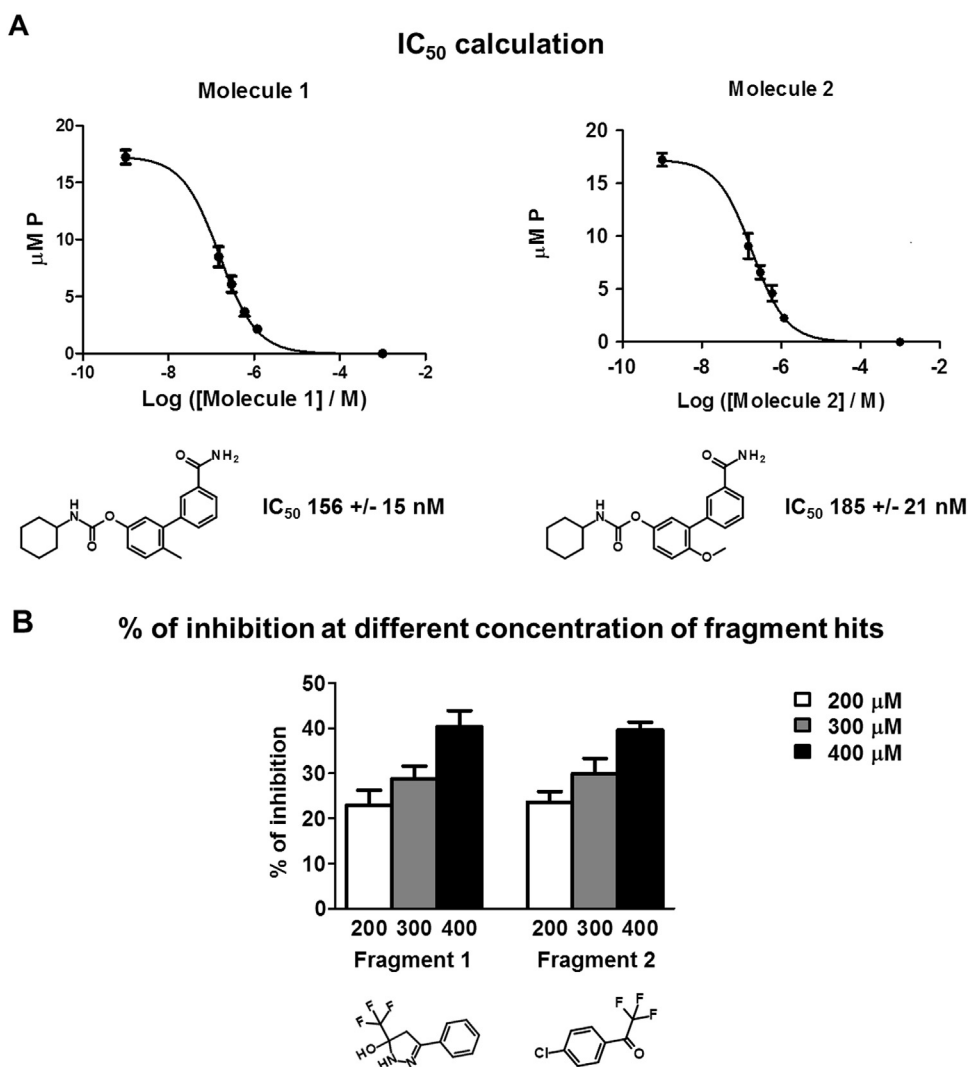 A
IC50 calculation
Molecule 1
μM P
20
15
10
5
0
-10 -8 -6 -4 -2
Log ([Molecule 1] / M)
Molecule 2
μM P
20
15
10
5
0
-10 -8 -6 -4 -2
Log ([Molecule 2] / M)
O NH2
H
N O
O
IC50 156 +/- 15 nM
O NH2
H
N O
O O
IC50 185 +/- 21 nM
B
% of inhibition at different concentration of fragment hits
% of inhibition
50
40
30
20
10
0
200 300 400 200 300 400
Fragment 1 Fragment 2
200 μM
300 μM
400 μM
F
F
F
HO
HN N
F
F
F
Cl
O